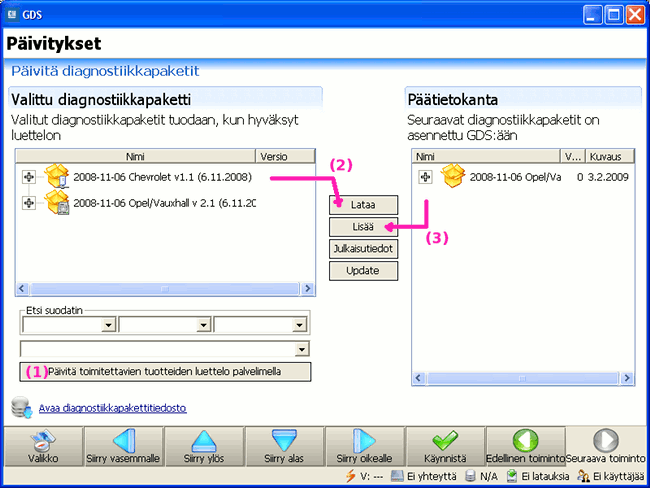 GDS
Päivitykset
Päivitä diagnostiikkapaketit
Valittu diagnostiikkapaketti
Valitut diagnostiikkapaketit tuodaan, kun hyväksyt
luettelon
Nimi Versio
2008-11-06 Chevrolet v1.1 (6.11.2008)
2008-11-06 Opel/Vauxhall v 2.1 (6.11.20
(2)
Lataa
Lisää
Julkaisutiedot
Update
(3)
Päätietokanta
Seuraavat diagnostiikkapaketit on
asennettu GDS:ään
Nimi V... Kuvaus
2008-11-06 Opel/Va 0 3.2.2009
Etsi suodatin
(1) Päivitä toimitettavien tuotteiden luettelo palvelimella
Avaa diagnostiikkapakettitiedosto
Valikko Siirry vasemmalle Siirry ylös Siirry alas Siirry oikealle Käynnistä Edellinen toiminto Seuraava toiminto
V: --- Ei yhteyttä N/A Ei latauksia Ei käyttäjää